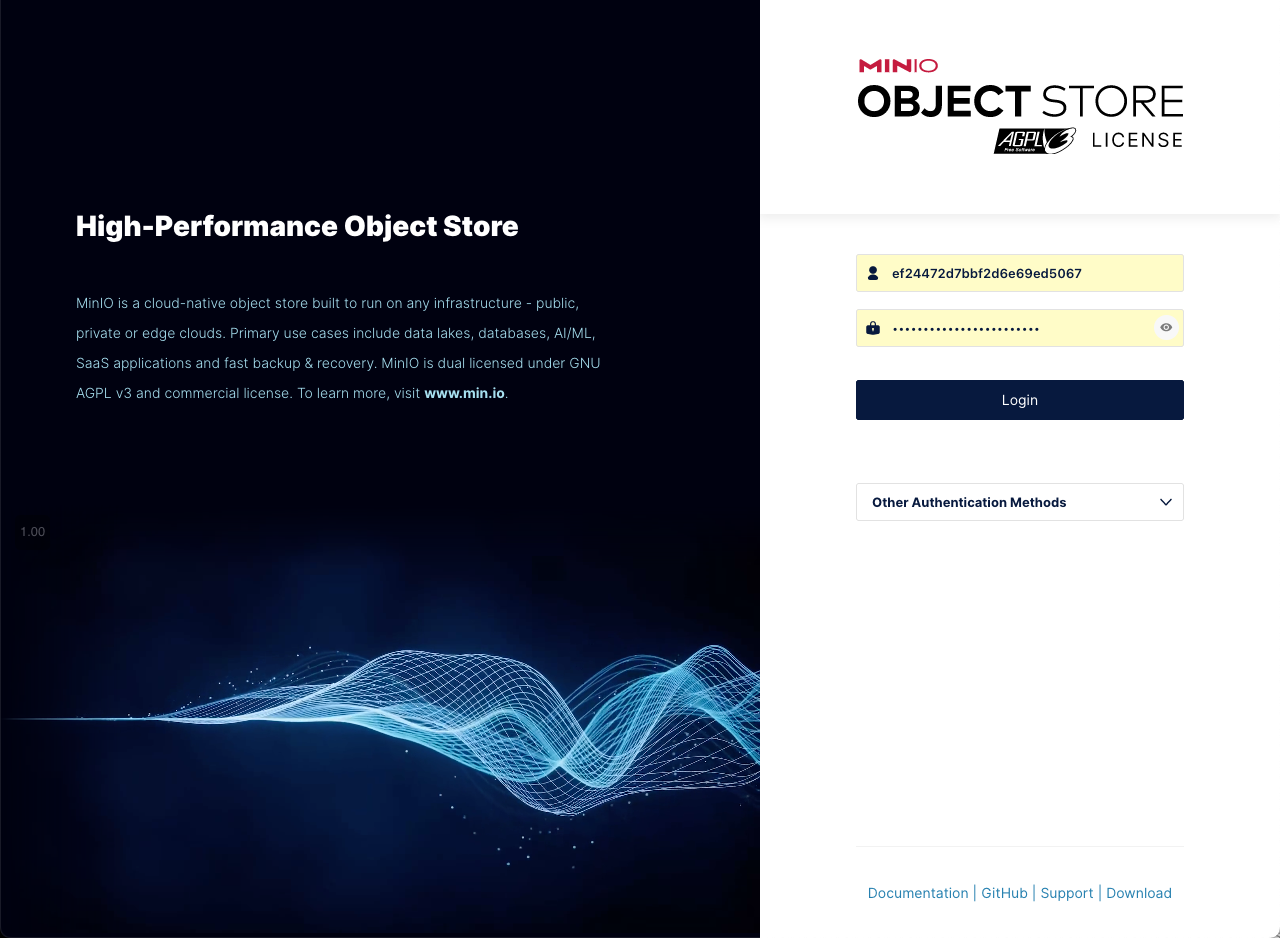 High-Performance Object Store
MinIO is a cloud-native object store built to run on any infrastructure - public,
private or edge clouds. Primary use cases include data lakes, databases, AI/ML,
SaaS applications and fast backup & recovery. MinIO is dual licensed under GNU
AGPL v3 and commercial license. To learn more, visit www.min.io.
1.00
MINIO
OBJECT STORE
AGPL v3 LICENSE
Free Software
ef24472d7bbf2d6e69ed5067
••••••••••••••••••••••••
Login
Other Authentication Methods
Documentation | GitHub | Support | Download